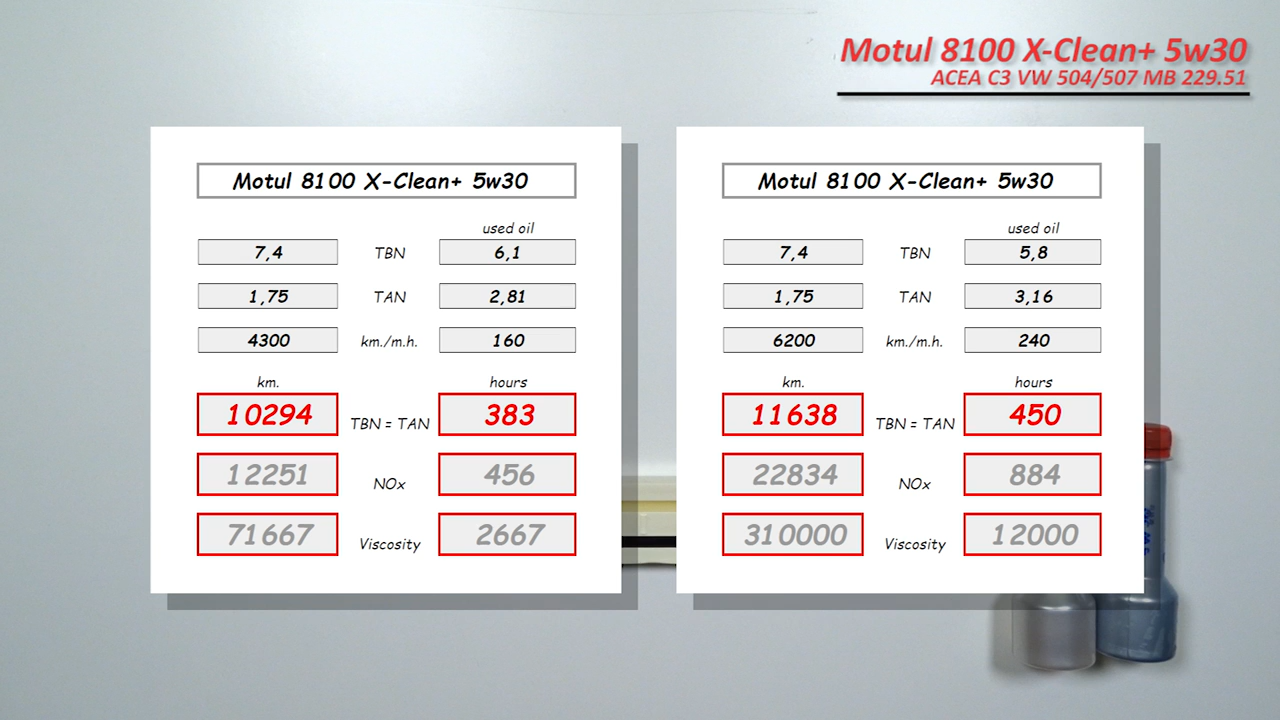 Motul 8100 X-Clean+ 5w30
ACEA C3 VW 504/507 MB 229.51
Motul 8100 X-Clean+ 5w30
used oil
7,4 TBN 6,1
1,75 TAN 2,81
4300 km./m.h. 160
km. hours
10294 TBN = TAN 383
12251 NOx 456
71667 Viscosity 2667
Motul 8100 X-Clean+ 5w30
used oil
7,4 TBN 5,8
1,75 TAN 3,16
6200 km./m.h. 240
km. hours
11638 TBN = TAN 450
22834 NOx 884
310000 Viscosity 12000